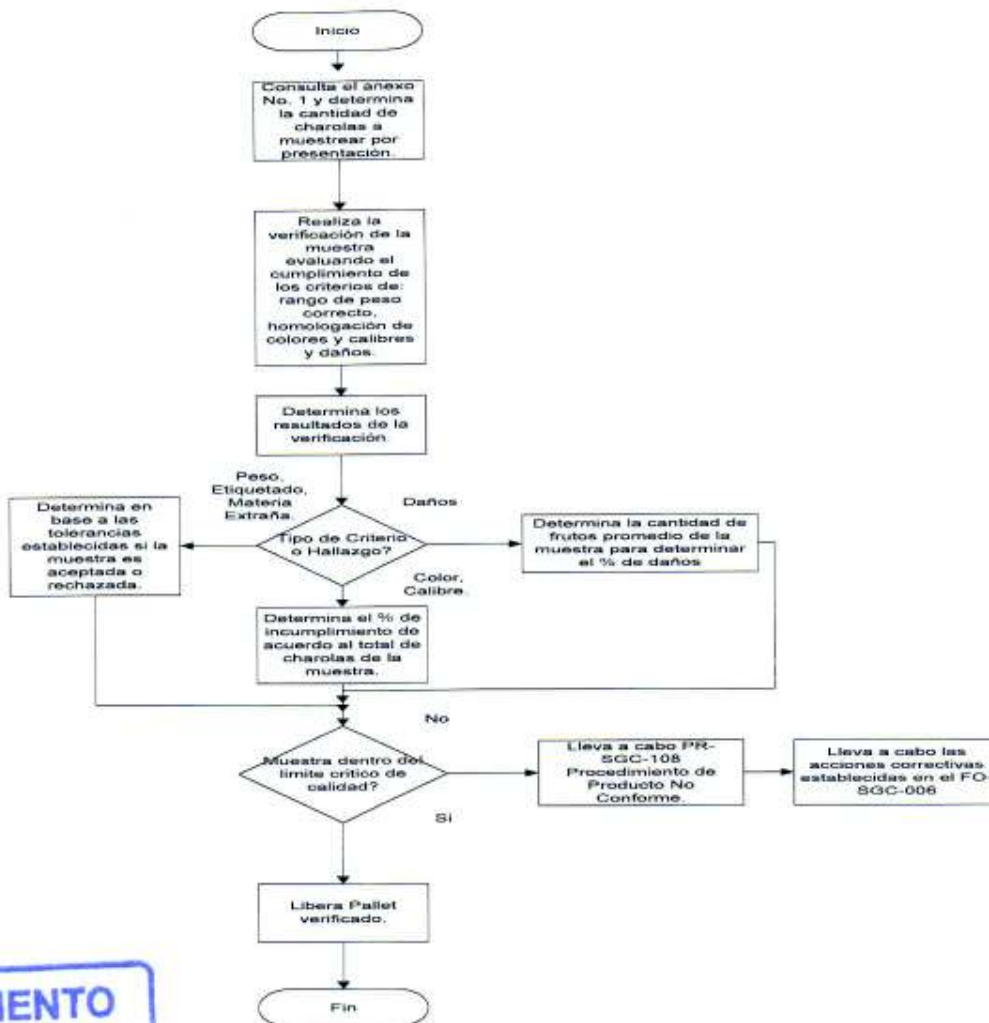 Inicio
Consulta el anexo
No. 1 y determina
la cantidad de
charolas a
muestrear por
presentación.
Realiza la
verificación de la
muestra
evaluando el
cumplimiento de
los criterios de:
rango de peso
correcto,
homologación de
colores y calibres
y daños.
Determina los
resultados de la
verificación
Peso,
Etiquetado,
Materia
Extraña.
Daños
Determina en
base a las
tolerancias
establecidas si la
muestra es
aceptada o
rechazada.
Tipo de Criterio
o Hallazgo?
Determina la cantidad de
frutos promedio de la
muestra para determinar
el % de daños
Color,
Calibre.
Determina el % de
incumplimiento de
acuerdo al total de
charolas de la
muestra.
No
Muestra dentro del
limite critico de
calidad?
Lleva a cabo PR-
SGC-108
Procedimiento de
Producto No
Conforme.
Lleva a cabo las
acciones correctivas
establecidas en el FO-
SGC-006
Si
Libera Pallet
verificado.
Fin
MENTO